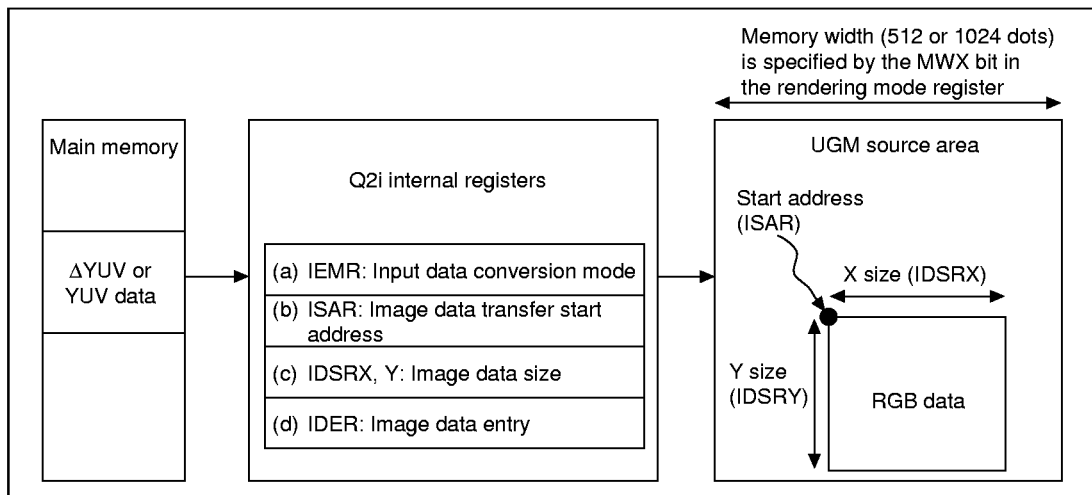 Memory width (512 or 1024 dots)
is specified by the MWX bit in
the rendering mode register
Main memory
ΔYUV or
YUV data
Q2i internal registers
(a) IEMR: Input data conversion mode
(b) ISAR: Image data transfer start
address
(c) IDSRX, Y: Image data size
(d) IDER: Image data entry
UGM source area
Start address
(ISAR)
X size (IDSRX)
Y size
(IDSRY)
RGB data